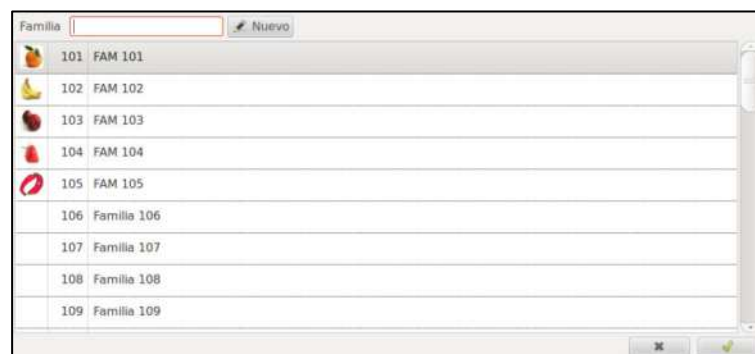 Familia Nuevo
101 FAM 101
102 FAM 102
103 FAM 103
104 FAM 104
105 FAM 105
106 Familia 106
107 Familia 107
108 Familia 108
109 Familia 109